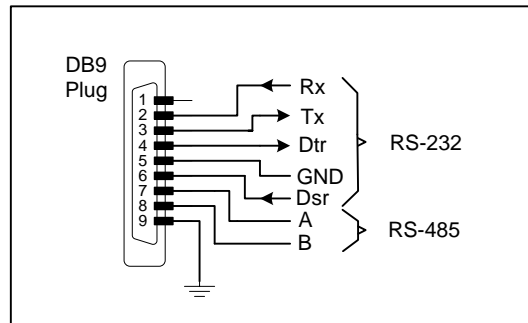 DB9
Plug
1
2
3
4
5
6
7
8
9
Rx
Tx
Dtr
GND
Dsr
A
B
RS-232
RS-485